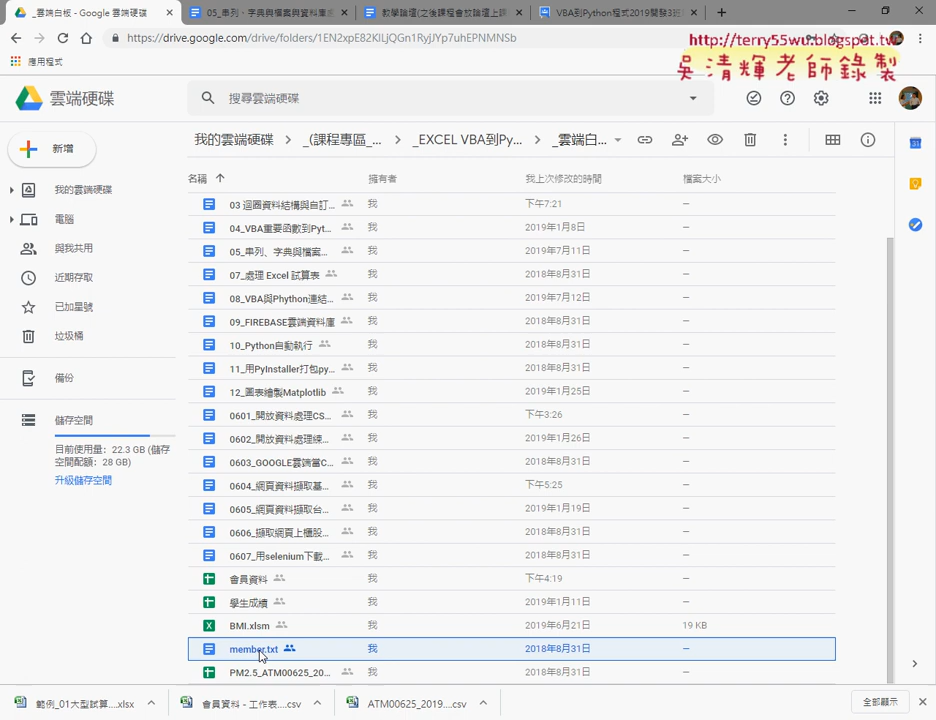 _雲端白板 - Google 雲端硬碟
05_串列、字典與檔案與資料庫處
教學論壇(之後課程會放論壇上課
VBA到Python程式2019開發3班
https://drive.google.com/drive/folders/1EN2xpE82KlLjQGn1RyjJYp7uhEPNMNSb
http://terry55wu.blogspot.tw
吳清輝老師錄製
應用程式
雲端硬碟
搜尋雲端硬碟
新增
我的雲端硬碟
電腦
與我共用
近期存取
已加星號
垃圾桶
備份
儲存空間
目前使用量：22.3 GB (儲存
空間配額：28 GB)
升級儲存空間
我的雲端硬碟 > _(課程專區_... > _EXCEL VBA到Py... > _雲端白...
名稱 擁有者 我上次修改的時間 檔案大小
03 迴圈資料結構與自訂... 我 下午7:21 —
04_VBA重要函數到Pyt... 我 2019年1月8日 —
05_串列、字典與檔案... 我 2019年7月11日 —
07_處理 Excel 試算表 我 2018年8月31日 —
08_VBA與Phython連結... 我 2019年7月12日 —
09_FIREBASE雲端資料庫 我 2018年8月31日 —
10_Python自動執行 我 2018年8月31日 —
11_用PyInstaller打包py... 我 2018年8月31日 —
12_圖表繪製Matplotlib 我 2019年1月25日 —
0601_開放資料處理CS... 我 下午3:26 —
0602_開放資料處理練... 我 2019年1月26日 —
0603_GOOGLE雲端當C... 我 2018年8月31日 —
0604_網頁資料擷取基... 我 下午5:25 —
0605_網頁資料擷取台... 我 2019年1月19日 —
0606_擷取網頁上櫃股... 我 2018年8月31日 —
0607_用selenium下載... 我 2018年8月31日 —
會員資料 我 下午4:19 —
學生成績 我 2019年1月11日 —
BMI.xlsm 我 2019年6月21日 19 KB
member.txt 我 2018年8月31日 —
PM2.5_ATM00625_20... 我 2018年8月31日 —
範例_01大型試算....xlsx
會員資料 - 工作表....csv
ATM00625_2019....csv
全部顯示